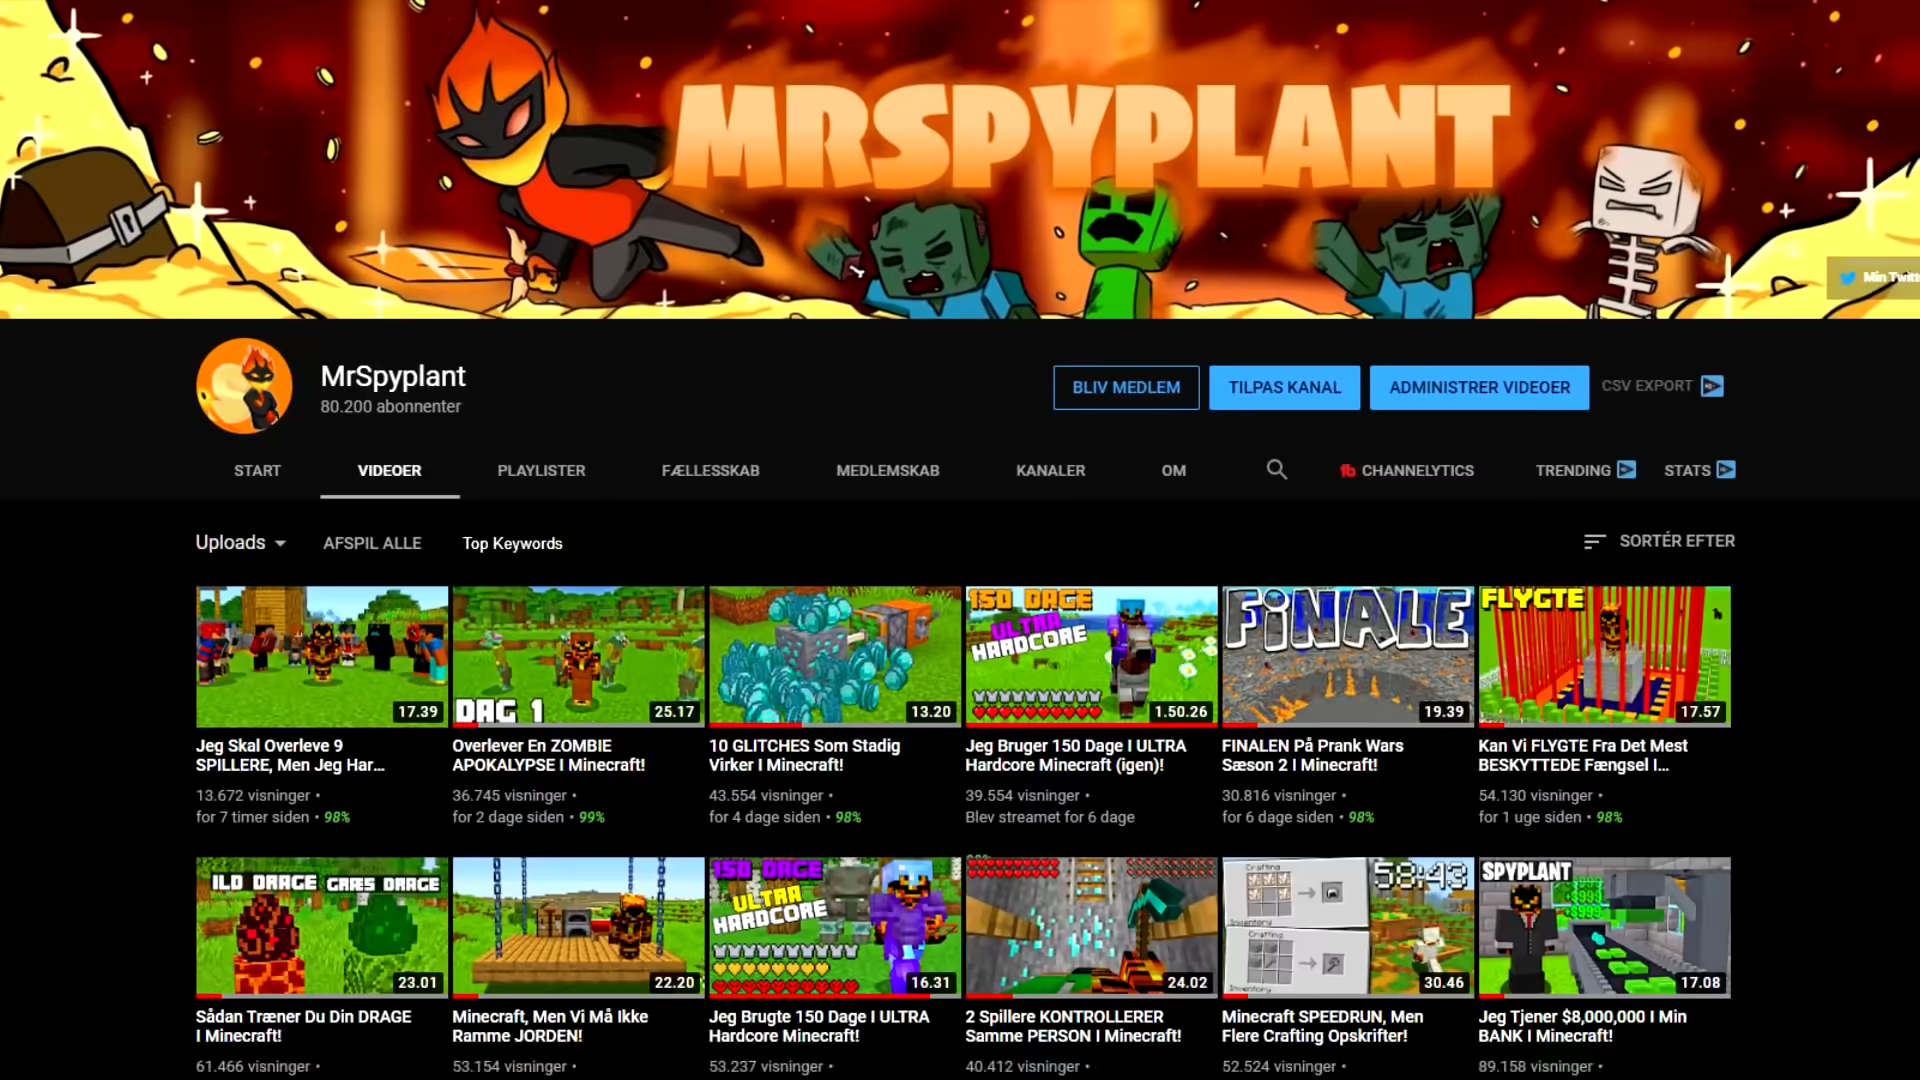 MRSPYPLANT
Min Twitt
MrSpyplant
80.200 abonnenter
BLIV MEDLEM
TILPAS KANAL
ADMINISTRER VIDEOER
CSV EXPORT
START
VIDEOER
PLAYLISTER
FÆLLESSKAB
MEDLEMSKAB
KANALER
OM
CHANNELYTICS
TRENDING
STATS
Uploads
AFSPIL ALLE
Top Keywords
SORTÉR EFTER
17.39
DAG 1
25.17
13.20
150 DAGE
ULTRA
HARDCORE
1.50.26
FiNALE
19.39
FLYGTE
17.57
Jeg Skal Overleve 9
SPILLERE, Men Jeg Har...
13.672 visninger •
for 7 timer siden • 98%
Overlever En ZOMBIE
APOKALYPSE I Minecraft!
36.745 visninger •
for 2 dage siden • 99%
10 GLITCHES Som Stadig
Virker I Minecraft!
43.554 visninger •
for 4 dage siden • 98%
Jeg Bruger 150 Dage I ULTRA
Hardcore Minecraft (igen)!
39.554 visninger •
Blev streamet for 6 dage
FINALEN På Prank Wars
Sæson 2 I Minecraft!
30.816 visninger •
for 6 dage siden • 98%
Kan Vi FLYGTE Fra Det Mest
BESKYTTEDE Fængsel I...
54.130 visninger •
for 1 uge siden • 98%
ILD DRAGE GRÆS DRAGE
23.01
22.20
150 DAGE
ULTRA
HARDCORE
16.31
24.02
Crafting
Inventory
Crafting
Inventory
58:43
30.46
SPYPLANT
+$999
+$999
17.08
Sådan Træner Du Din DRAGE
I Minecraft!
61.466 visninger •
Minecraft, Men Vi Må Ikke
Ramme JORDEN!
53.154 visninger •
Jeg Brugte 150 Dage I ULTRA
Hardcore Minecraft!
53.237 visninger •
2 Spillere KONTROLLERER
Samme PERSON I Minecraft!
40.412 visninger •
Minecraft SPEEDRUN, Men
Flere Crafting Opskrifter!
52.524 visninger •
Jeg Tjener $8,000,000 I Min
BANK I Minecraft!
89.158 visninger •